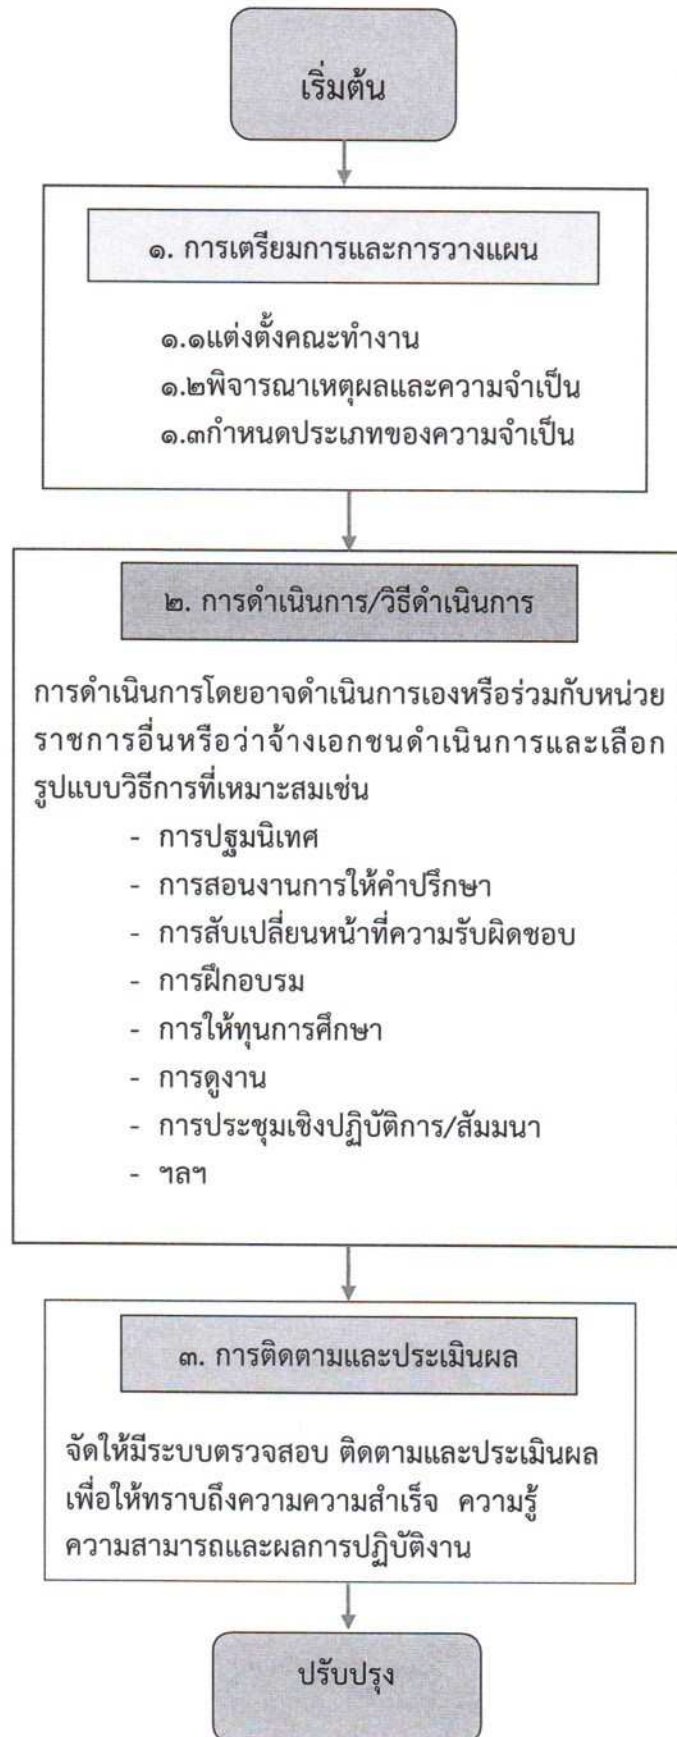 เริ่มต้น
๑. การเตรียมการและการวางแผน
๑.๑แต่งตั้งคณะทำงาน
๑.๒พิจารณาเหตุผลและความจำเป็น
๑.๓กำหนดประเภทของความจำเป็น
๒. การดำเนินการ/วิธีดำเนินการ
การดำเนินการโดยอาจดำเนินการเองหรือร่วมกับหน่วย
ราชการอื่นหรือว่าจ้างเอกชนดำเนินการและเลือก
รูปแบบวิธีการที่เหมาะสมเช่น
- การปฐมนิเทศ
- การสอนงานการให้คำปรึกษา
- การสับเปลี่ยนหน้าที่ความรับผิดชอบ
- การฝึกอบรม
- การให้ทุนการศึกษา
- การดูงาน
- การประชุมเชิงปฏิบัติการ/สัมมนา
- ฯลฯ
๓. การติดตามและประเมินผล
จัดให้มีระบบตรวจสอบ ติดตามและประเมินผล
เพื่อให้ทราบถึงความความสำเร็จ ความรู้
ความสามารถและผลการปฏิบัติงาน
ปรับปรุง